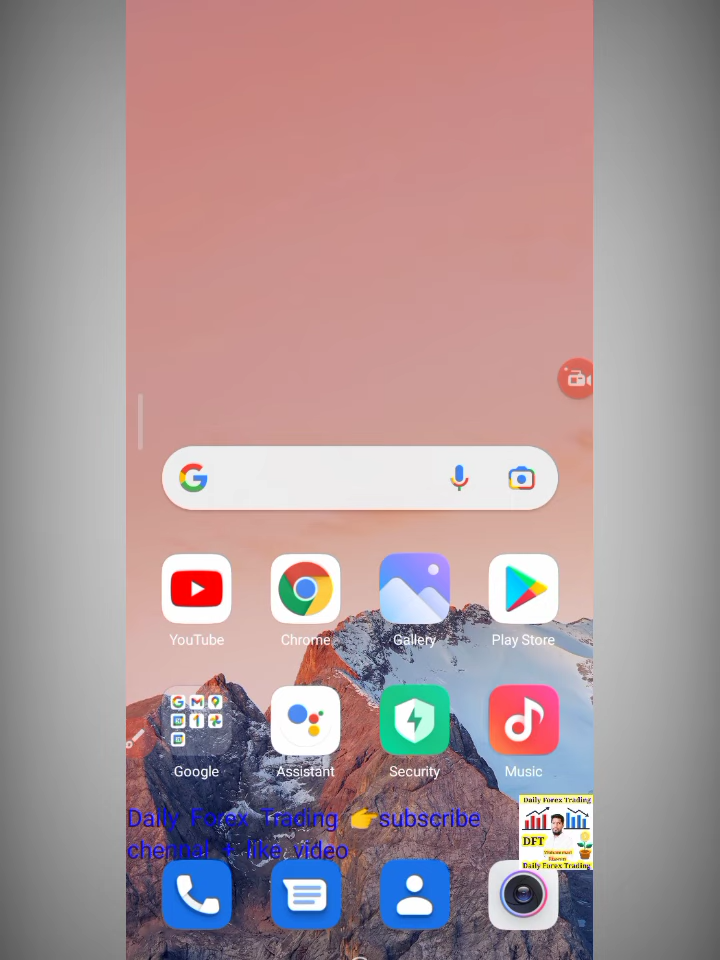 YouTube Chrome Gallery Play Store
Google Assistant Security Music
Daily Forex Trading 👉subscribe
chennal + like video
Daily Forex Trading
DFT
Daily Forex Trading